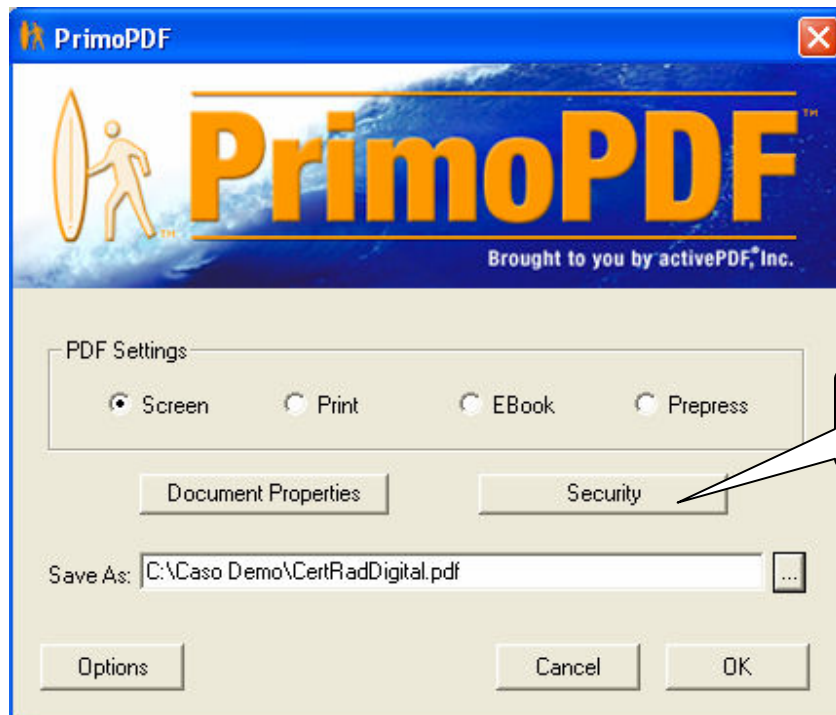 PrimoPDF
PrimoPDF™
™
Brought to you by activePDF,® Inc.
PDF Settings
Screen Print EBook Prepress
Document Properties Security
Save As: C:\Caso Demo\CertRadDigital.pdf ...
Options Cancel OK